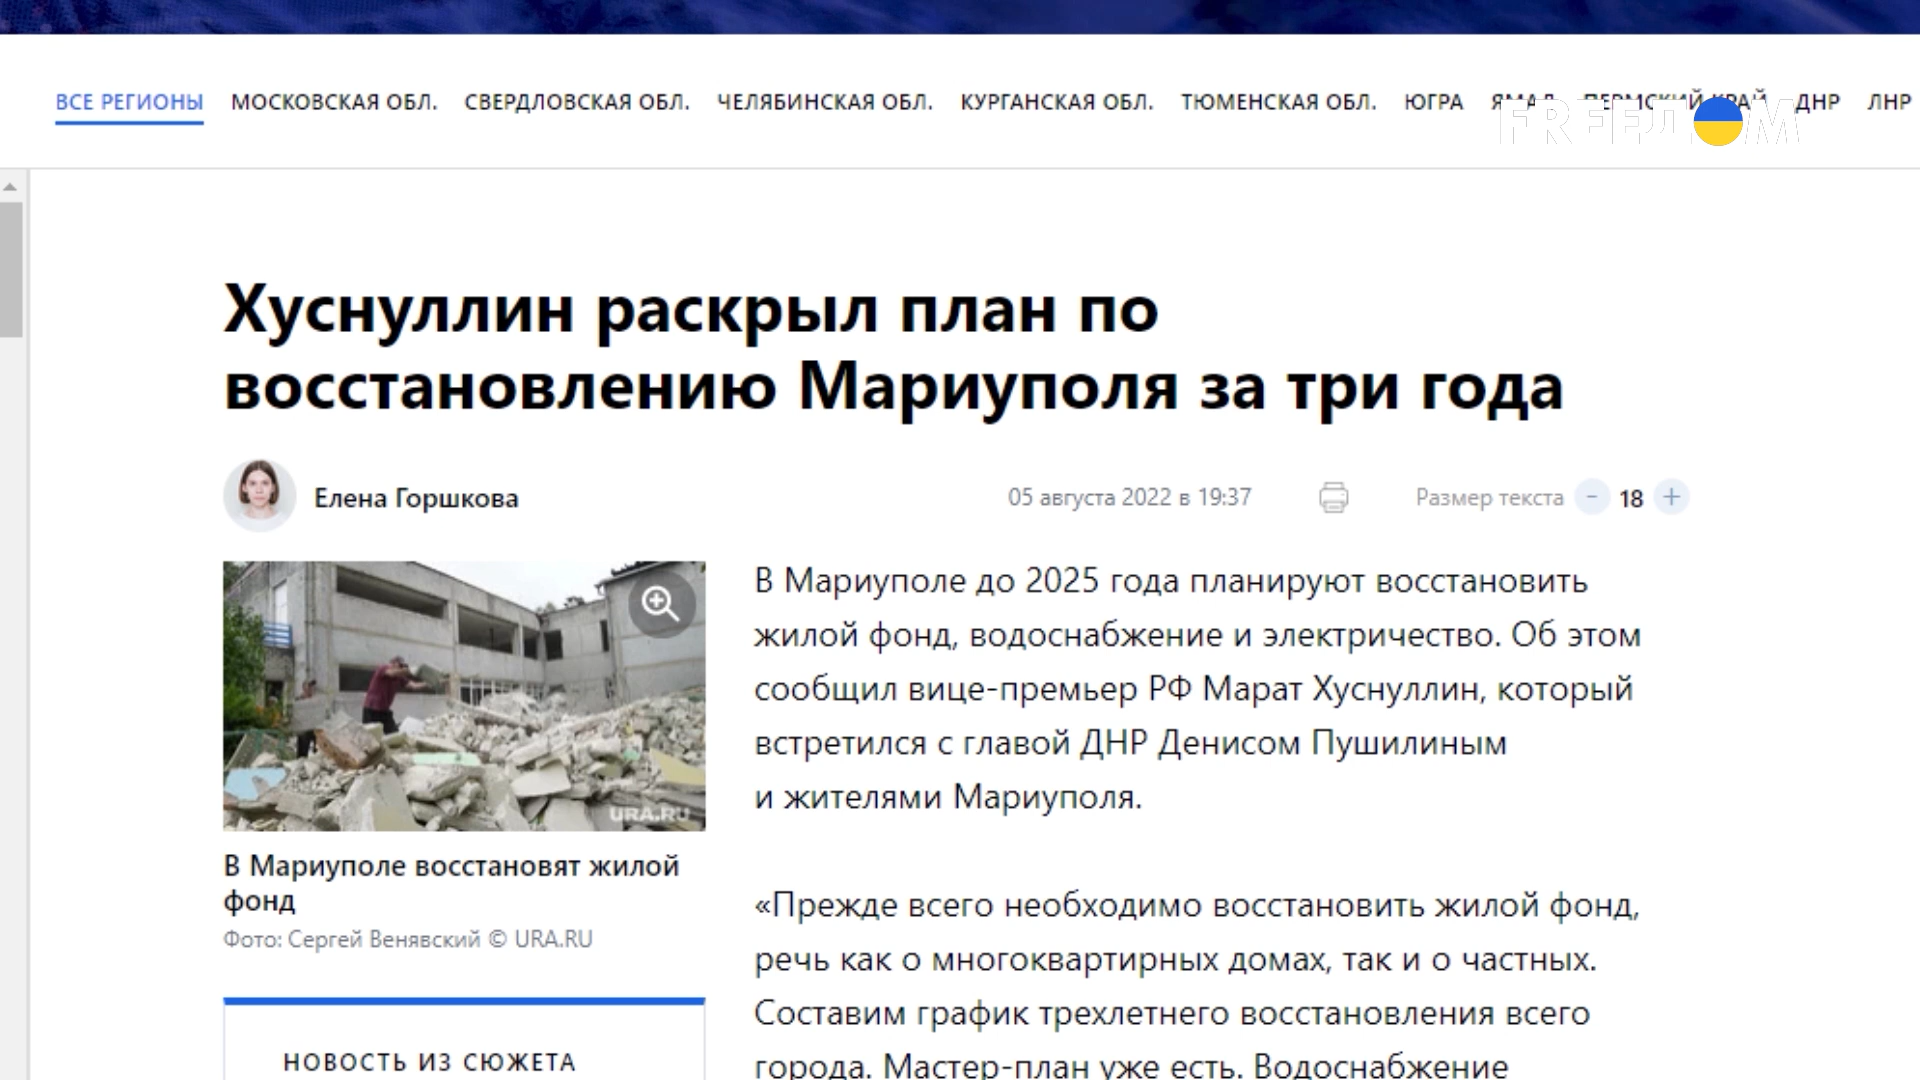 ВСЕ РЕГИОНЫ МОСКОВСКАЯ ОБЛ. СВЕРДЛОВСКАЯ ОБЛ. ЧЕЛЯБИНСКАЯ ОБЛ. КУРГАНСКАЯ ОБЛ. ТЮМЕНСКАЯ ОБЛ. ЮГРА ЯМАЛ ПЕРМСКИЙ КРАЙ ДНР ЛНР
FREEДОМ
Хуснуллин раскрыл план по
восстановлению Мариуполя за три года
Елена Горшкова
05 августа 2022 в 19:37
Размер текста - 18 +
URA.RU
В Мариуполе восстановят жилой
фонд
Фото: Сергей Венявский © URA.RU
НОВОСТЬ ИЗ СЮЖЕТА
В Мариуполе до 2025 года планируют восстановить
жилой фонд, водоснабжение и электричество. Об этом
сообщил вице-премьер РФ Марат Хуснуллин, который
встретился с главой ДНР Денисом Пушилиным
и жителями Мариуполя.
«Прежде всего необходимо восстановить жилой фонд,
речь как о многоквартирных домах, так и о частных.
Составим график трехлетнего восстановления всего
города. Мастер-план уже есть. Водоснабжение